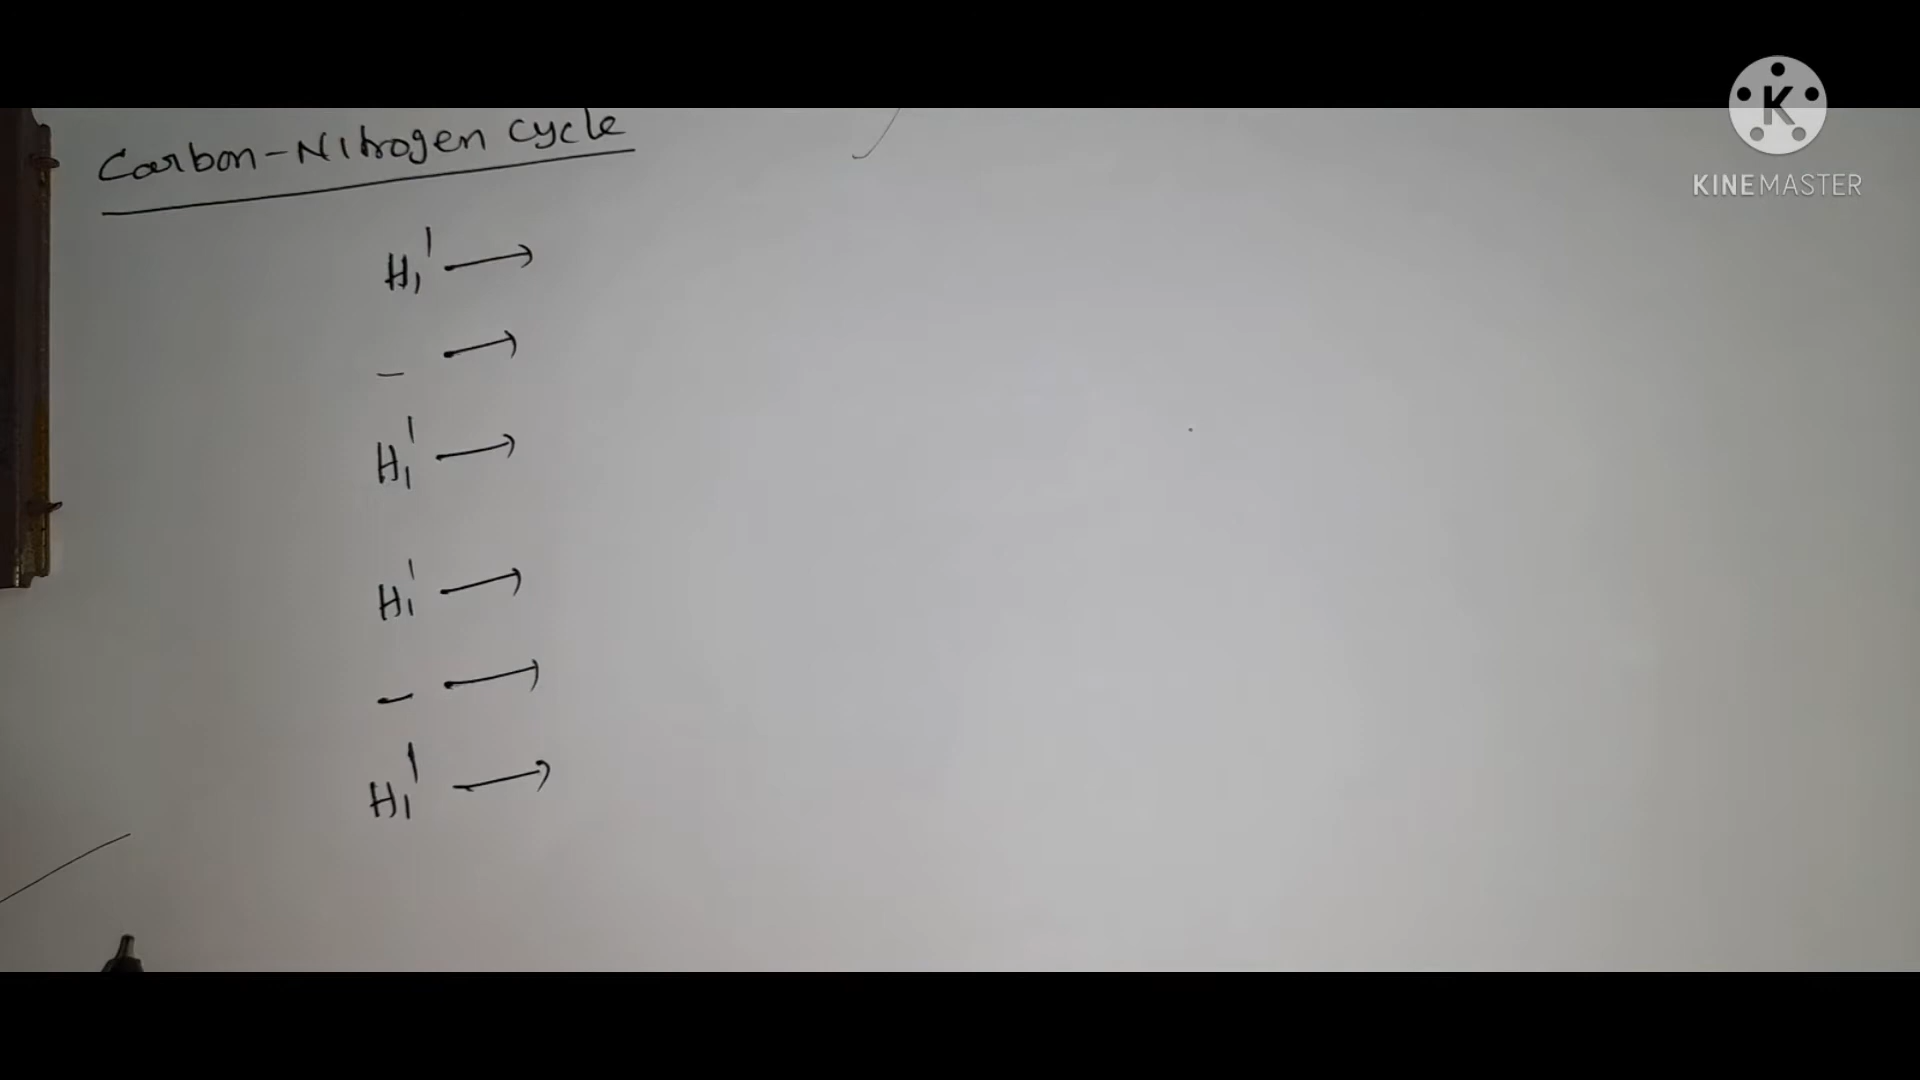 Carbon-Nitrogen cycle
K
KINEMASTER
H₁¹ →
- →
H₁¹ →
H₁¹ →
- →
H₁¹ →